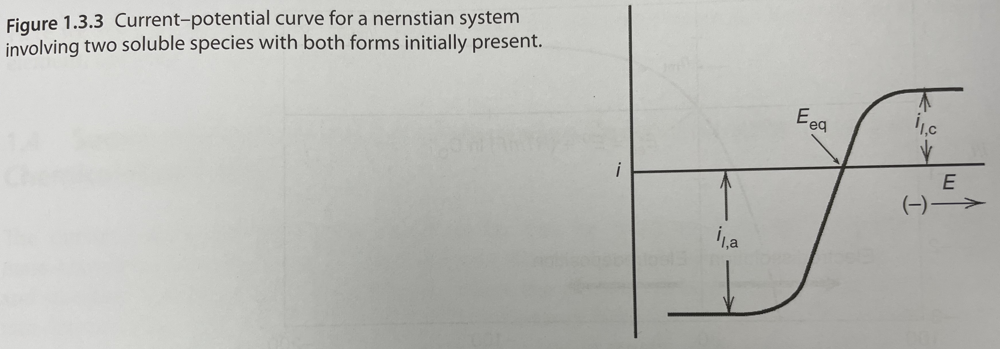 Figure 1.3.3 Current–potential curve for a nernstian system
involving two soluble species with both forms initially present.
E_eq
i_l,c
i
E
(–)
i_l,a